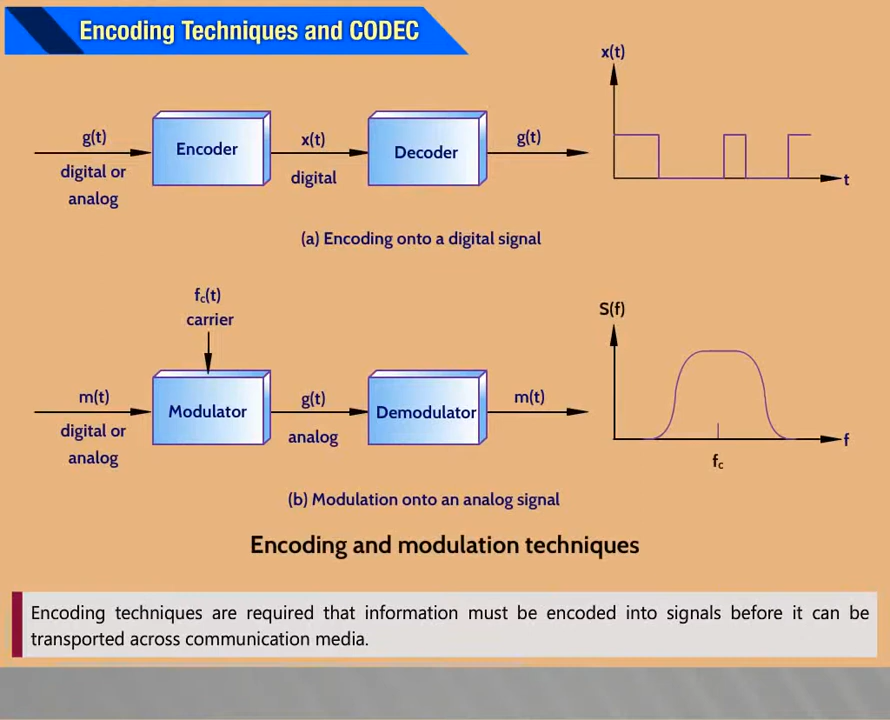 Encoding Techniques and CODEC
x(t)
g(t)
digital or
analog
Encoder
x(t)
digital
Decoder
g(t)
t
(a) Encoding onto a digital signal
fc(t)
carrier
S(f)
m(t)
digital or
analog
Modulator
g(t)
analog
Demodulator
m(t)
f
fc
(b) Modulation onto an analog signal
Encoding and modulation techniques
Encoding techniques are required that information must be encoded into signals before it can be
transported across communication media.